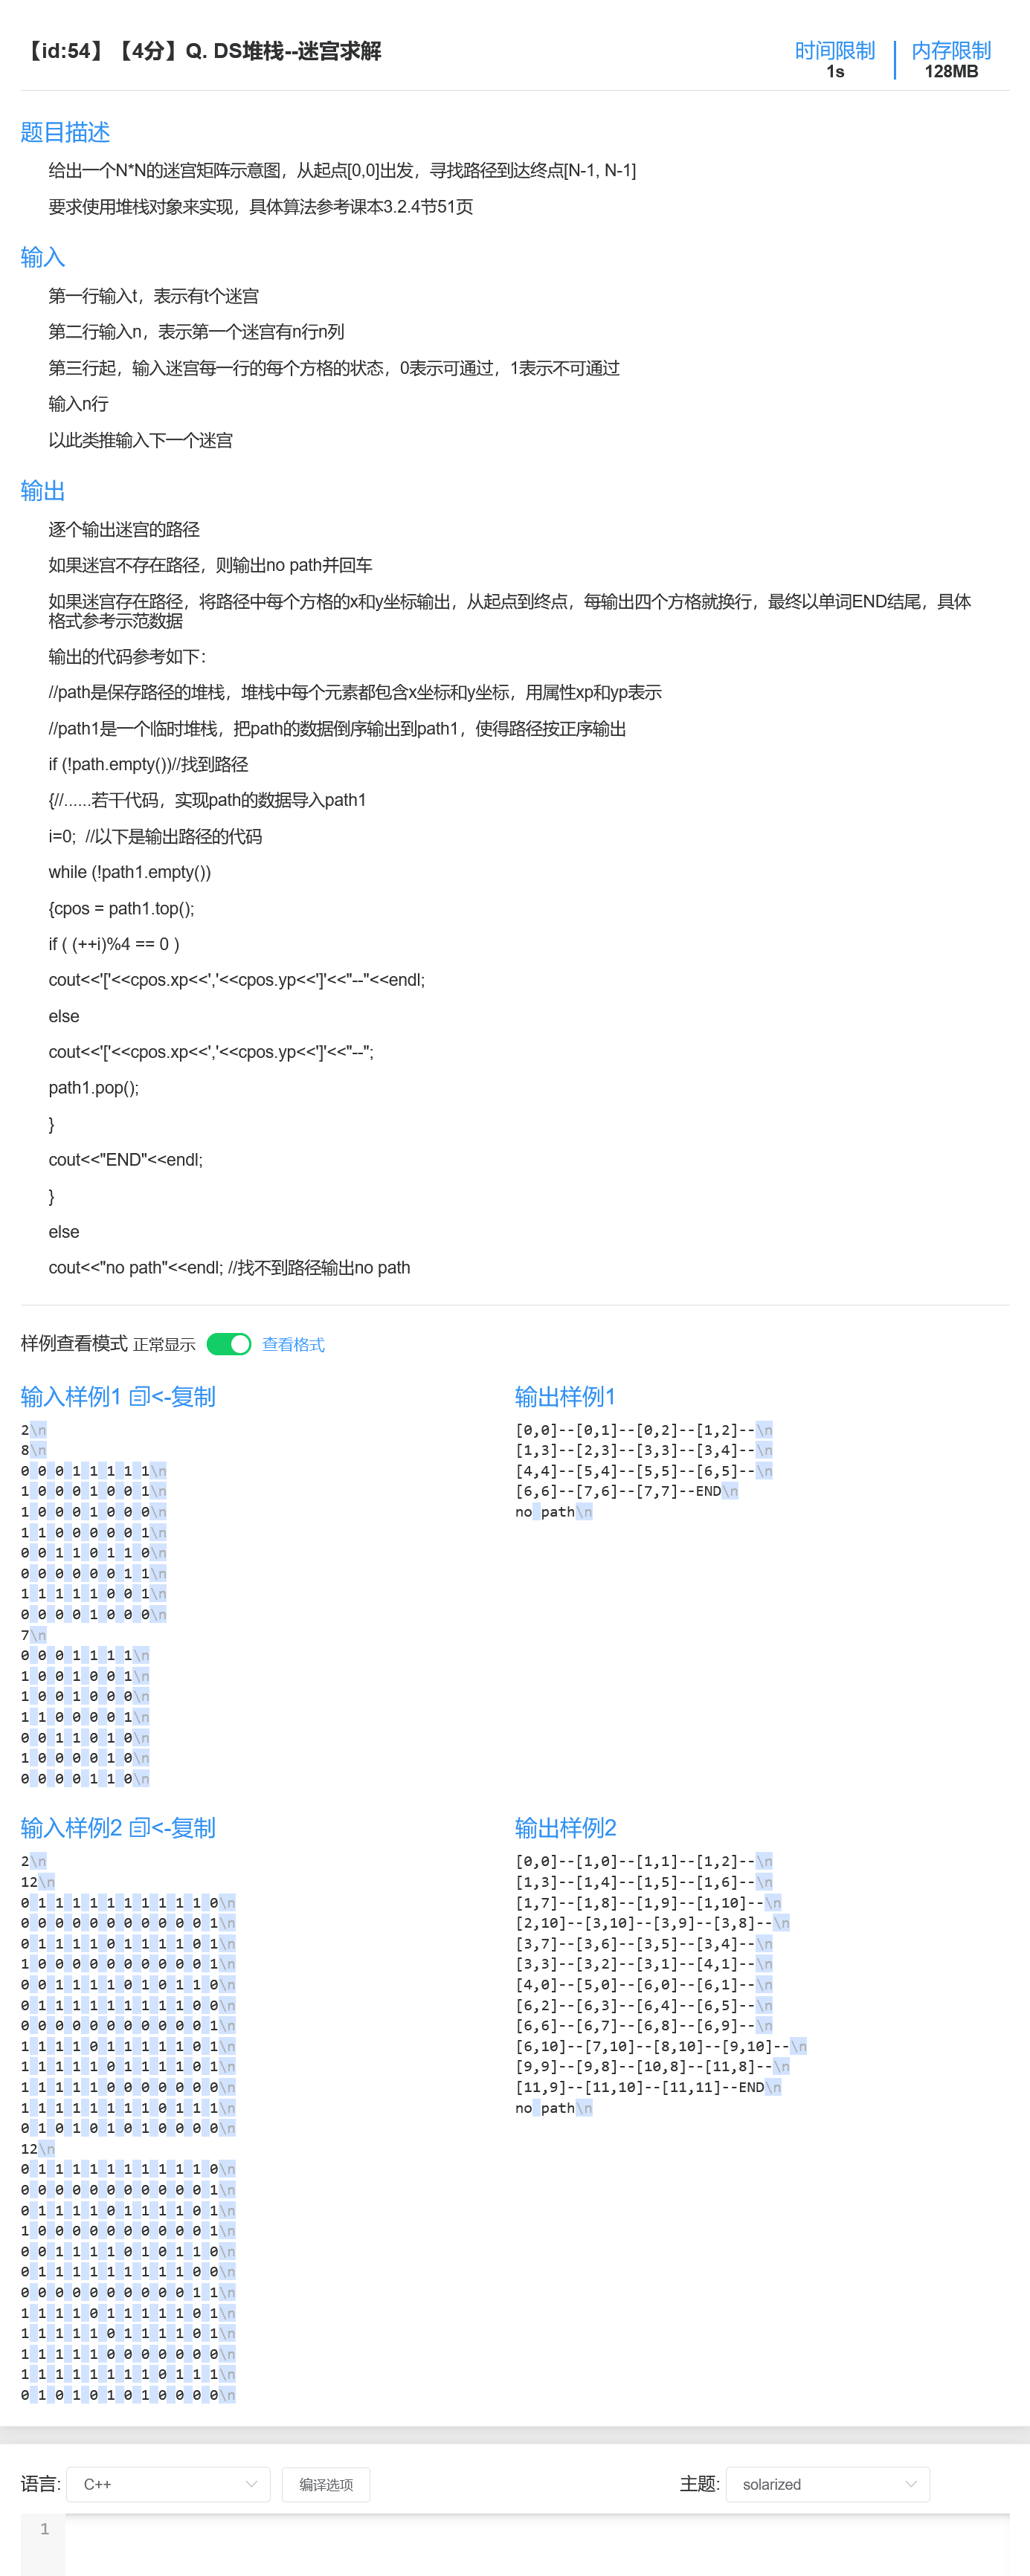 【id:54】【4分】Q. DS堆栈--迷宫求解
时间限制
1s
内存限制
128MB
题目描述
给出一个N*N的迷宫矩阵示意图，从起点[0,0]出发，寻找路径到达终点[N-1, N-1]
要求使用堆栈对象来实现，具体算法参考课本3.2.4节51页
输入
第一行输入t，表示有t个迷宫
第二行输入n，表示第一个迷宫有n行n列
第三行起，输入迷宫每一行的每个方格的状态，0表示可通过，1表示不可通过
输入n行
以此类推输入下一个迷宫
输出
逐个输出迷宫的路径
如果迷宫不存在路径，则输出no path并回车
如果迷宫存在路径，将路径中每个方格的x和y坐标输出，从起点到终点，每输出四个方格就换行，最终以单词END结尾，具体
格式参考示范数据
输出的代码参考如下：
//path是保存路径的堆栈，堆栈中每个元素都包含x坐标和y坐标，用属性xp和yp表示
//path1是一个临时堆栈，把path的数据倒序输出到path1，使得路径按正序输出
if (!path.empty())//找到路径
{//......若干代码，实现path的数据导入path1
i=0;  //以下是输出路径的代码
while (!path1.empty())
{cpos = path1.top();
if ( (++i)%4 == 0 )
cout<<'['<<cpos.xp<<','<<cpos.yp<<']'<<"--"<<endl;
else
cout<<'['<<cpos.xp<<','<<cpos.yp<<']'<<"--";
path1.pop();
}
cout<<"END"<<endl;
}
else
cout<<"no path"<<endl; //找不到路径输出no path
样例查看模式 正常显示 查看格式
输入样例1 <-复制
2\n
8\n
0 0 0 1 1 1 1 1\n
1 0 0 0 1 0 0 1\n
1 0 0 0 1 0 0 0\n
1 1 0 0 0 0 0 1\n
0 0 1 1 0 1 1 0\n
0 0 0 0 0 0 1 1\n
1 1 1 1 1 0 0 1\n
0 0 0 0 1 0 0 0\n
7\n
0 0 0 1 1 1 1\n
1 0 0 1 0 0 1\n
1 0 0 1 0 0 0\n
1 1 0 0 0 0 1\n
0 0 1 1 0 1 0\n
1 0 0 0 0 1 0\n
0 0 0 0 1 1 0\n
输出样例1
[0,0]--[0,1]--[0,2]--[1,2]--\n
[1,3]--[2,3]--[3,3]--[3,4]--\n
[4,4]--[5,4]--[5,5]--[6,5]--\n
[6,6]--[7,6]--[7,7]--END\n
no path\n
输入样例2 <-复制
2\n
12\n
0 1 1 1 1 1 1 1 1 1 1 0\n
0 0 0 0 0 0 0 0 0 0 0 1\n
0 1 1 1 1 0 1 1 1 1 0 1\n
1 0 0 0 0 0 0 0 0 0 0 1\n
0 0 1 1 1 1 0 1 0 1 1 0\n
0 1 1 1 1 1 1 1 1 1 0 0\n
0 0 0 0 0 0 0 0 0 0 0 1\n
1 1 1 1 0 1 1 1 1 1 0 1\n
1 1 1 1 1 0 1 1 1 1 0 1\n
1 1 1 1 1 0 0 0 0 0 0 0\n
1 1 1 1 1 1 1 1 0 1 1 1\n
0 1 0 1 0 1 0 1 0 0 0 0\n
12\n
0 1 1 1 1 1 1 1 1 1 1 0\n
0 0 0 0 0 0 0 0 0 0 0 1\n
0 1 1 1 1 0 1 1 1 1 0 1\n
1 0 0 0 0 0 0 0 0 0 0 1\n
0 0 1 1 1 1 0 1 0 1 1 0\n
0 1 1 1 1 1 1 1 1 1 0 0\n
0 0 0 0 0 0 0 0 0 0 1 1\n
1 1 1 1 0 1 1 1 1 1 0 1\n
1 1 1 1 1 0 1 1 1 1 0 1\n
1 1 1 1 1 0 0 0 0 0 0 0\n
1 1 1 1 1 1 1 1 0 1 1 1\n
0 1 0 1 0 1 0 1 0 0 0 0\n
输出样例2
[0,0]--[1,0]--[1,1]--[1,2]--\n
[1,3]--[1,4]--[1,5]--[1,6]--\n
[1,7]--[1,8]--[1,9]--[1,10]--\n
[2,10]--[3,10]--[3,9]--[3,8]--\n
[3,7]--[3,6]--[3,5]--[3,4]--\n
[3,3]--[3,2]--[3,1]--[4,1]--\n
[4,0]--[5,0]--[6,0]--[6,1]--\n
[6,2]--[6,3]--[6,4]--[6,5]--\n
[6,6]--[6,7]--[6,8]--[6,9]--\n
[6,10]--[7,10]--[8,10]--[9,10]--\n
[9,9]--[9,8]--[10,8]--[11,8]--\n
[11,9]--[11,10]--[11,11]--END\n
no path\n
语言: C++ 编译选项 主题: solarized
1